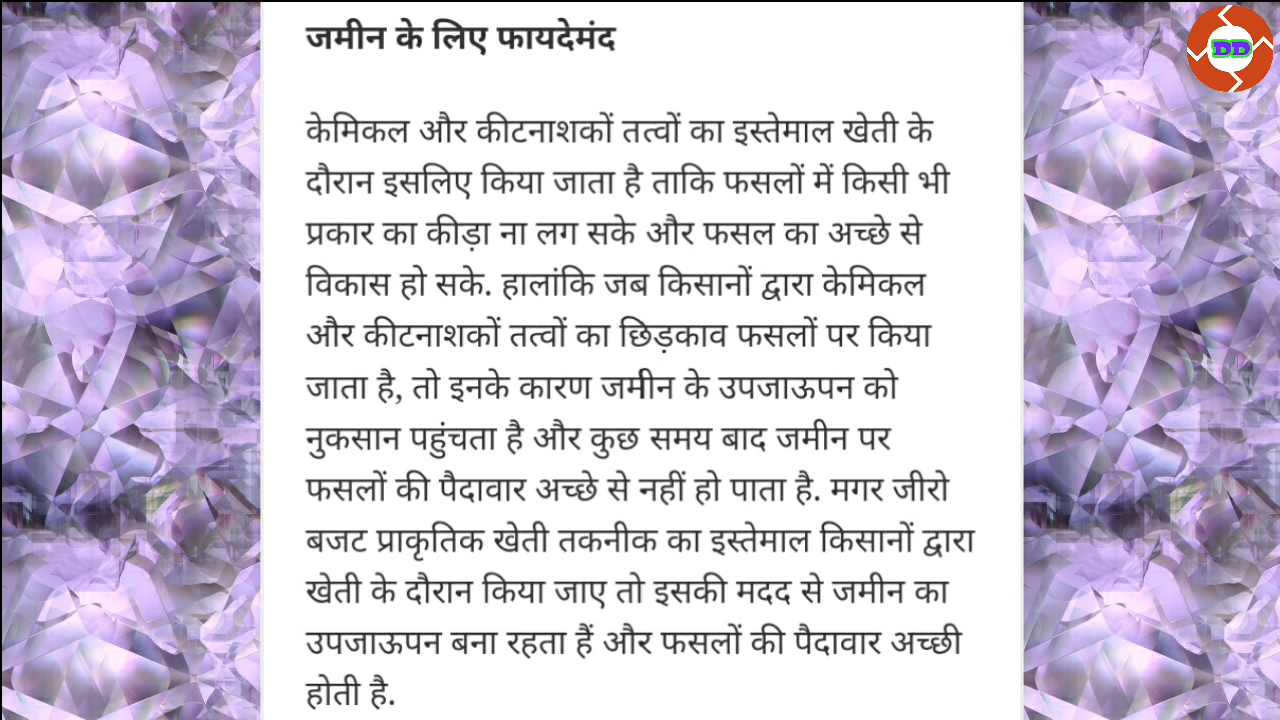 जमीन के लिए फायदेमंद
DD
केमिकल और कीटनाशकों तत्वों का इस्तेमाल खेती के
दौरान इसलिए किया जाता है ताकि फसलों में किसी भी
प्रकार का कीड़ा ना लग सके और फसल का अच्छे से
विकास हो सके. हालांकि जब किसानों द्वारा केमिकल
और कीटनाशकों तत्वों का छिड़काव फसलों पर किया
जाता है, तो इनके कारण जमीन के उपजाऊपन को
नुकसान पहुंचता है और कुछ समय बाद जमीन पर
फसलों की पैदावार अच्छे से नहीं हो पाता है. मगर जीरो
बजट प्राकृतिक खेती तकनीक का इस्तेमाल किसानों द्वारा
खेती के दौरान किया जाए तो इसकी मदद से जमीन का
उपजाऊपन बना रहता हैं और फसलों की पैदावार अच्छी
होती है.